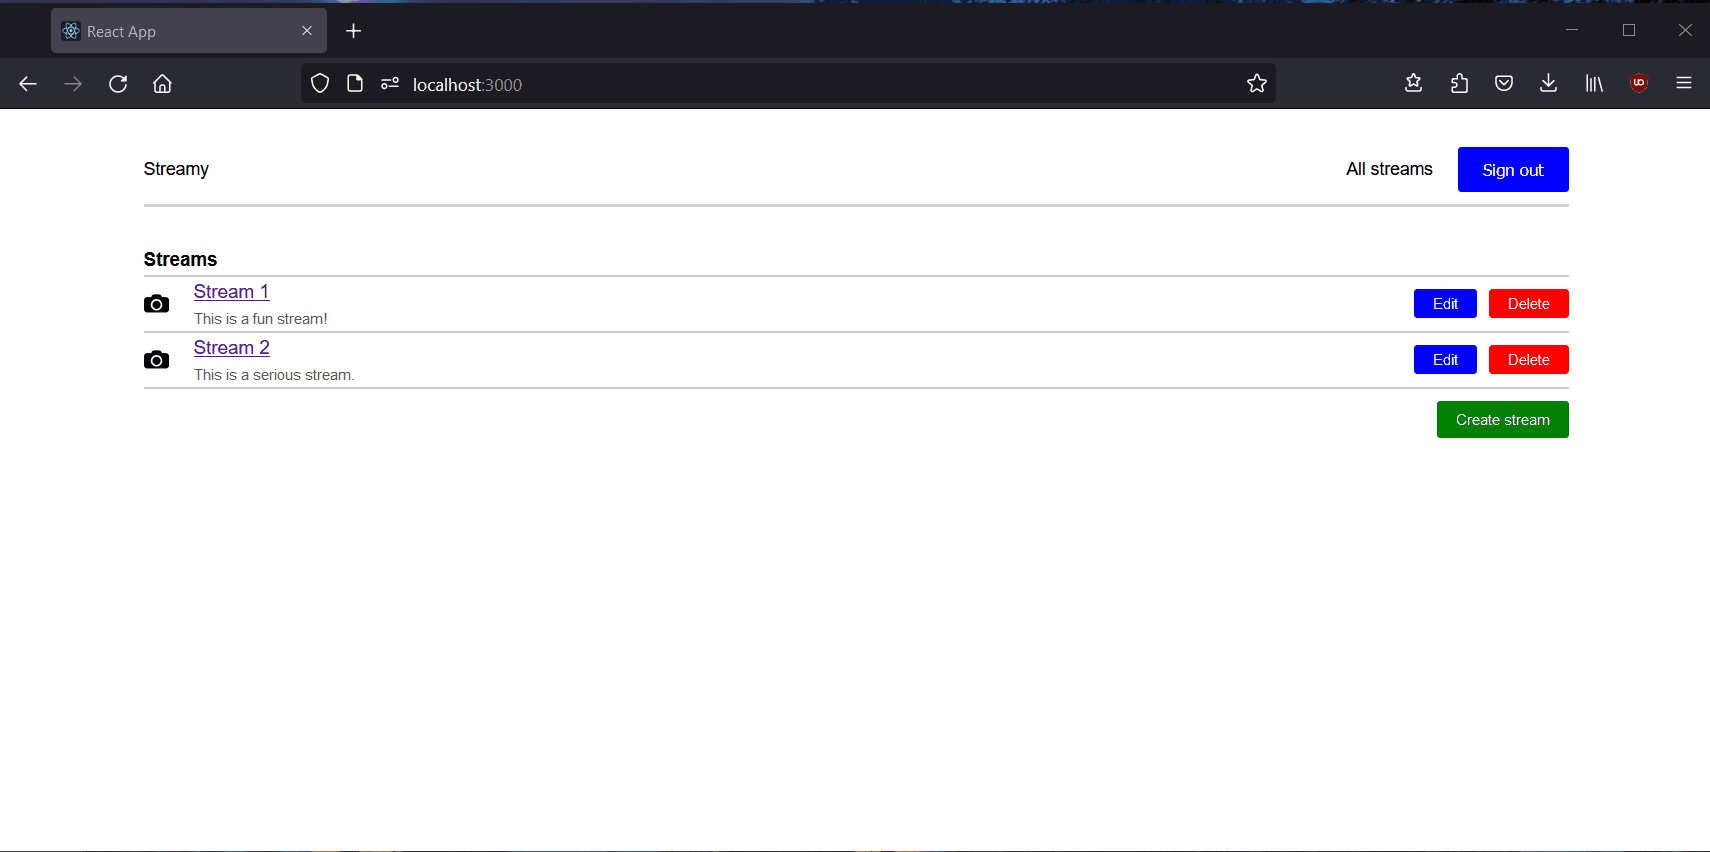 React App
localhost:3000
Streamy All streams Sign out
Streams
Stream 1
This is a fun stream!
Edit Delete
Stream 2
This is a serious stream.
Edit Delete
Create stream